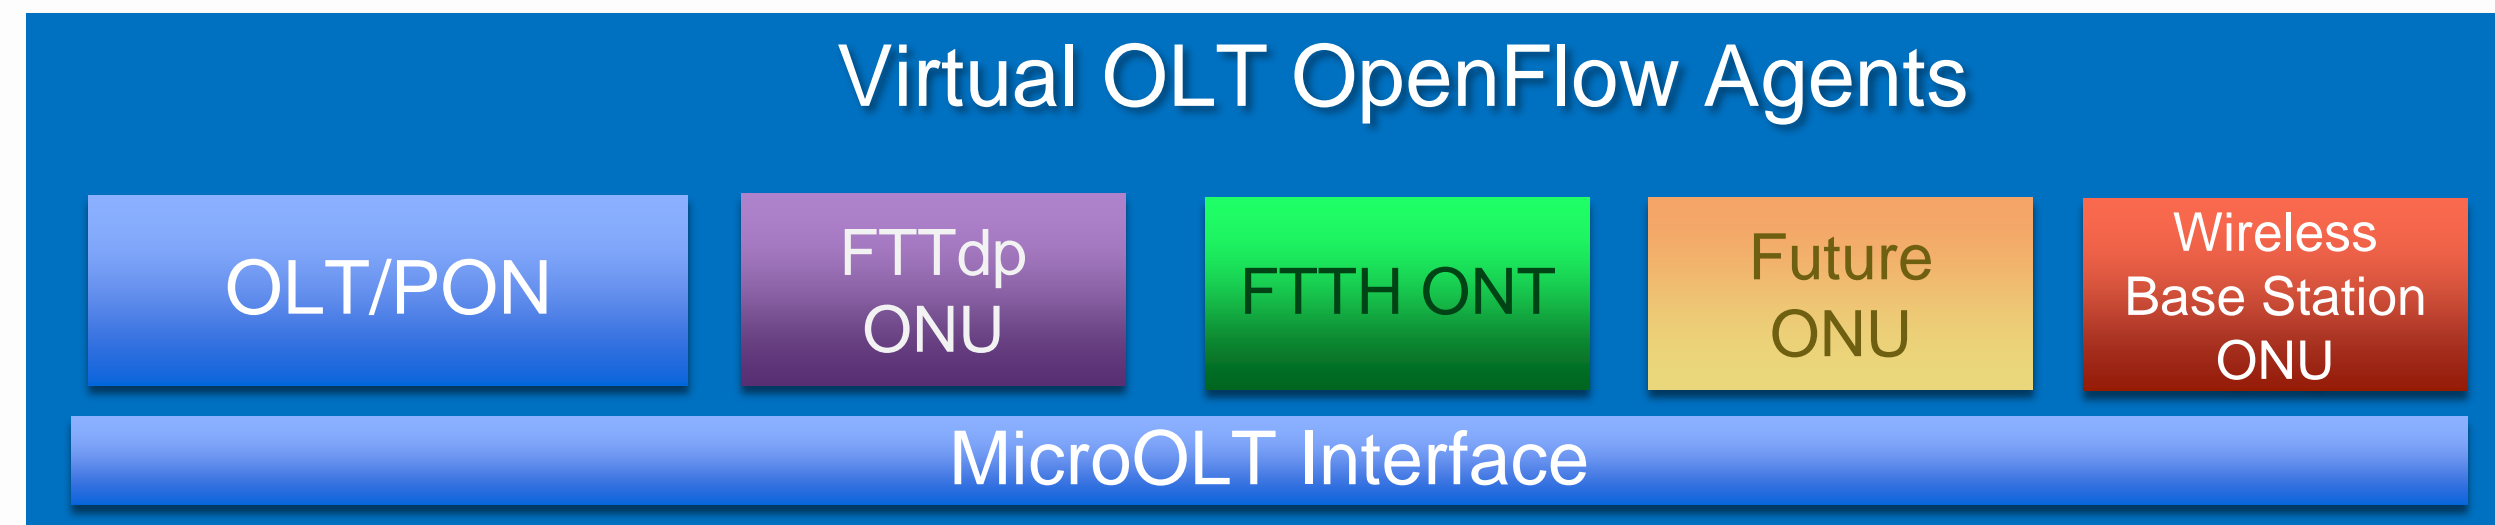 Virtual OLT OpenFlow Agents
OLT/PON
FTTdp
ONU
FTTH ONT
Future
ONU
Wireless
Base Station
ONU
MicroOLT Interface